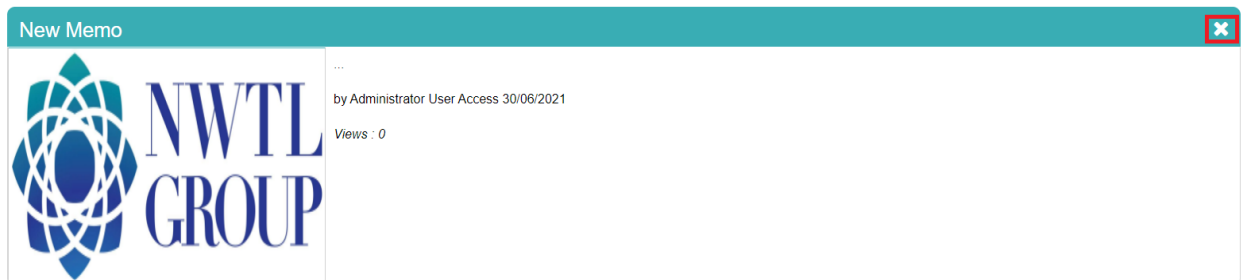 New Memo
NWTL
GROUP
...
by Administrator User Access 30/06/2021
Views : 0